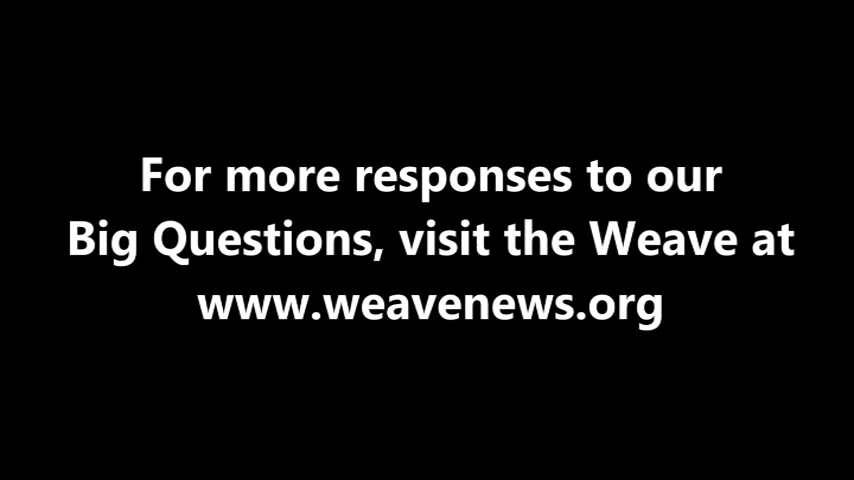 For more responses to our
Big Questions, visit the Weave at
www.weavenews.org